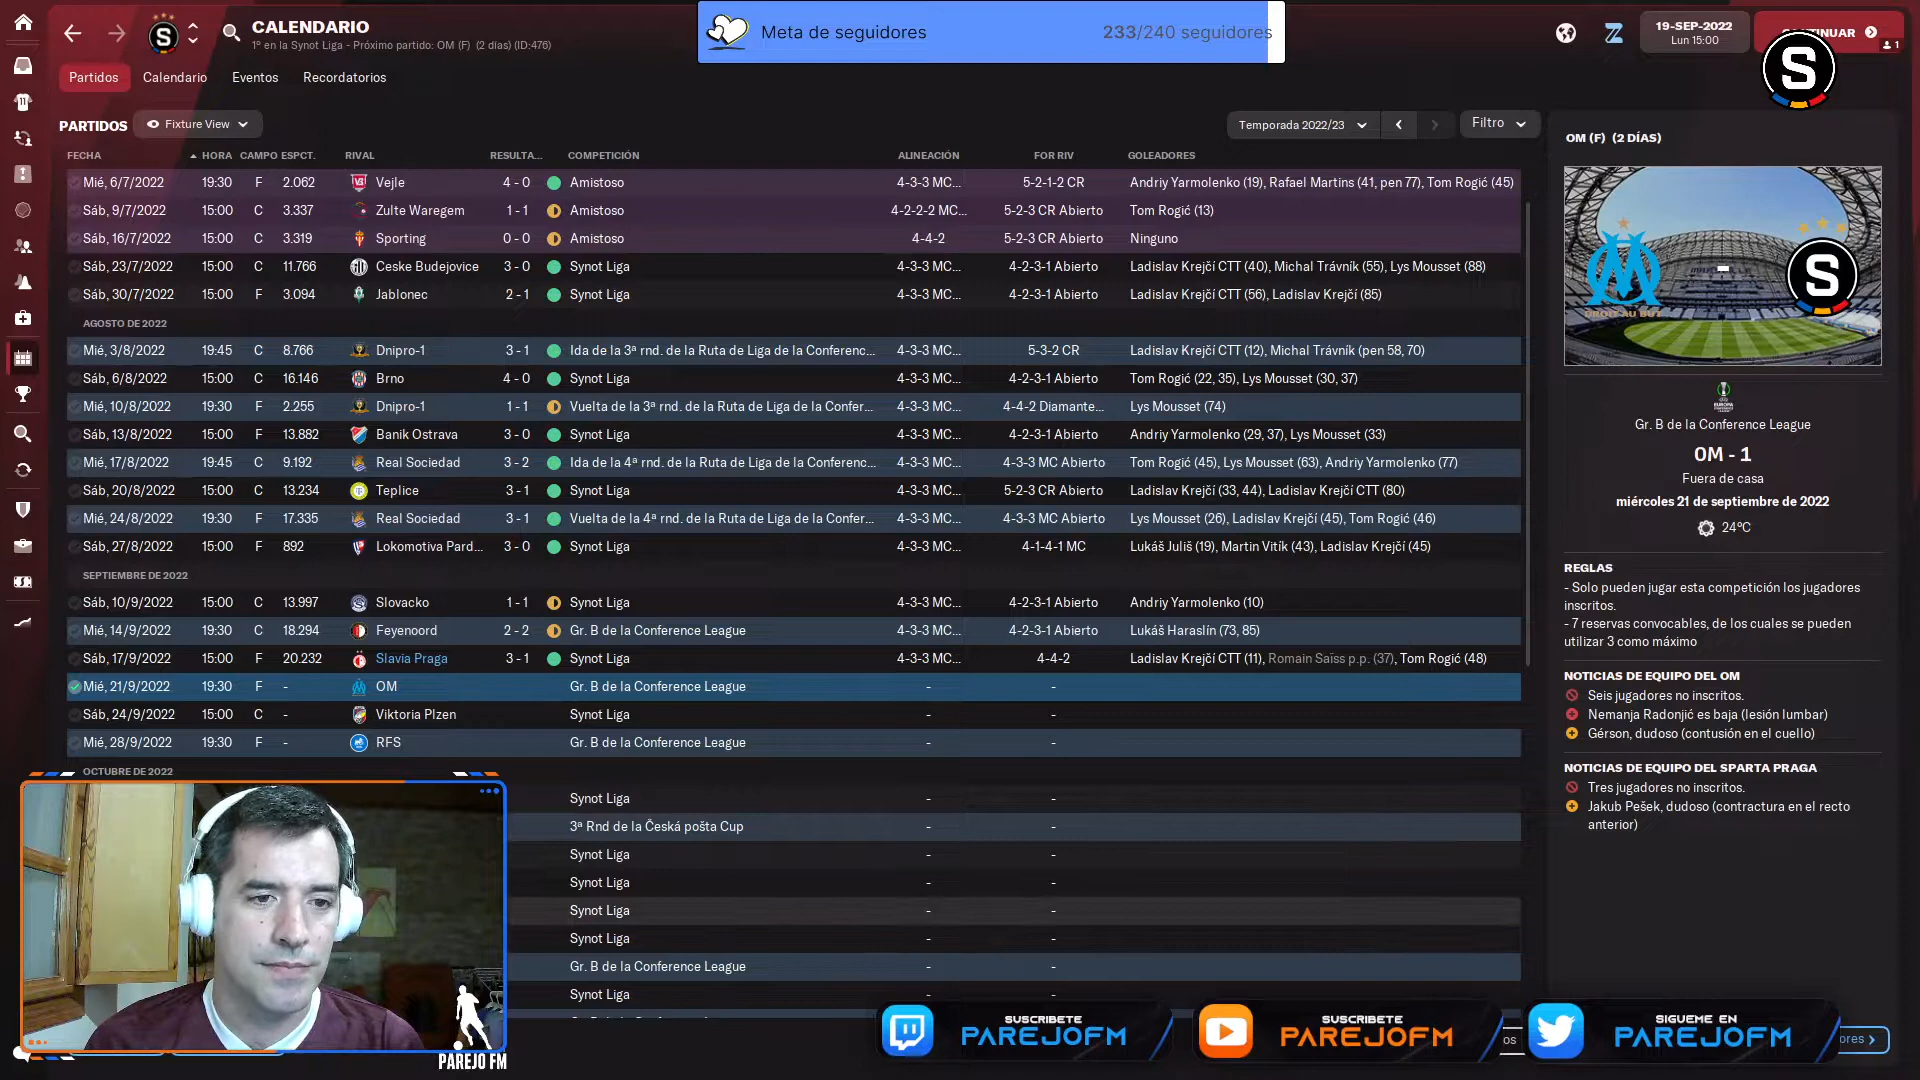 CALENDARIO
1º en la Synot Liga - Próximo partido: OM (F) (2 días) (ID:476)
Meta de seguidores 233/240 seguidores
19-SEP-2022
Lun 15:00
1
Partidos Calendario Eventos Recordatorios
PARTIDOS Fixture View
Temporada 2022/23 Filtro
FECHA HORA CAMPO ESPCT. RIVAL RESULTA... COMPETICIÓN ALINEACIÓN FOR RIV GOLEADORES
Mié, 6/7/2022 19:30 F 2.062 Vejle 4 - 0 Amistoso 4-3-3 MC... 5-2-1-2 CR Andriy Yarmolenko (19), Rafael Martins (41, pen 77), Tom Rogić (45)
Sáb, 9/7/2022 15:00 C 3.337 Zulte Waregem 1 - 1 Amistoso 4-2-2-2 MC... 5-2-3 CR Abierto Tom Rogić (13)
Sáb, 16/7/2022 15:00 C 3.319 Sporting 0 - 0 Amistoso 4-4-2 5-2-3 CR Abierto Ninguno
Sáb, 23/7/2022 15:00 C 11.766 Ceske Budejovice 3 - 0 Synot Liga 4-3-3 MC... 4-2-3-1 Abierto Ladislav Krejčí CTT (40), Michal Trávník (55), Lys Mousset (88)
Sáb, 30/7/2022 15:00 F 3.094 Jablonec 2 - 1 Synot Liga 4-3-3 MC... 4-2-3-1 Abierto Ladislav Krejčí CTT (56), Ladislav Krejčí (85)
AGOSTO DE 2022
Mié, 3/8/2022 19:45 C 8.766 Dnipro-1 3 - 1 Ida de la 3ª rnd. de la Ruta de Liga de la Conferenc... 4-3-3 MC... 5-3-2 CR Ladislav Krejčí CTT (12), Michal Trávník (pen 58, 70)
Sáb, 6/8/2022 15:00 C 16.146 Brno 4 - 0 Synot Liga 4-3-3 MC... 4-2-3-1 Abierto Tom Rogić (22, 35), Lys Mousset (30, 37)
Mié, 10/8/2022 19:30 F 2.255 Dnipro-1 1 - 1 Vuelta de la 3ª rnd. de la Ruta de Liga de la Confer... 4-3-3 MC... 4-4-2 Diamante... Lys Mousset (74)
Sáb, 13/8/2022 15:00 F 13.882 Banik Ostrava 3 - 0 Synot Liga 4-3-3 MC... 4-2-3-1 Abierto Andriy Yarmolenko (29, 37), Lys Mousset (33)
Mié, 17/8/2022 19:45 C 9.192 Real Sociedad 3 - 2 Ida de la 4ª rnd. de la Ruta de Liga de la Conferenc... 4-3-3 MC... 4-3-3 MC Abierto Tom Rogić (45), Lys Mousset (63), Andriy Yarmolenko (77)
Sáb, 20/8/2022 15:00 C 13.234 Teplice 3 - 1 Synot Liga 4-3-3 MC... 5-2-3 CR Abierto Ladislav Krejčí (33, 44), Ladislav Krejčí CTT (80)
Mié, 24/8/2022 19:30 F 17.335 Real Sociedad 3 - 1 Vuelta de la 4ª rnd. de la Ruta de Liga de la Confer... 4-3-3 MC... 4-3-3 MC Abierto Lys Mousset (26), Ladislav Krejčí (45), Tom Rogić (46)
Sáb, 27/8/2022 15:00 F 892 Lokomotiva Pard... 3 - 0 Synot Liga 4-3-3 MC... 4-1-4-1 MC Lukáš Juliš (19), Martin Vitík (43), Ladislav Krejčí (45)
SEPTIEMBRE DE 2022
Sáb, 10/9/2022 15:00 C 13.997 Slovacko 1 - 1 Synot Liga 4-3-3 MC... 4-2-3-1 Abierto Andriy Yarmolenko (10)
Mié, 14/9/2022 19:30 C 18.294 Feyenoord 2 - 2 Gr. B de la Conference League 4-3-3 MC... 4-2-3-1 Abierto Lukáš Haraslín (73, 85)
Sáb, 17/9/2022 15:00 F 20.232 Slavia Praga 3 - 1 Synot Liga 4-3-3 MC... 4-4-2 Ladislav Krejčí CTT (11), Romain Saïss p.p. (37), Tom Rogić (48)
Mié, 21/9/2022 19:30 F - OM Gr. B de la Conference League - -
Sáb, 24/9/2022 15:00 C - Viktoria Plzen Synot Liga - -
Mié, 28/9/2022 19:30 F - RFS Gr. B de la Conference League - -
OCTUBRE DE 2022
Synot Liga - -
3ª Rnd de la Česká pošta Cup - -
Synot Liga - -
Synot Liga - -
Synot Liga - -
Synot Liga - -
Gr. B de la Conference League - -
Synot Liga - -
OM (F) (2 DÍAS)
DROIT AU BUT
S
S
S
EUROPA
CONFERENCE
LEAGUE
Gr. B de la Conference League
OM - 1
Fuera de casa
miércoles 21 de septiembre de 2022
24ºC
REGLAS
- Solo pueden jugar esta competición los jugadores
inscritos.
- 7 reservas convocables, de los cuales se pueden
utilizar 3 como máximo
NOTICIAS DE EQUIPO DEL OM
Seis jugadores no inscritos.
Nemanja Radonjić es baja (lesión lumbar)
Gérson, dudoso (contusión en el cuello)
NOTICIAS DE EQUIPO DEL SPARTA PRAGA
Tres jugadores no inscritos.
Jakub Pešek, dudoso (contractura en el recto
anterior)
PAREJO FM
SUSCRIBETE
PAREJOFM
SUSCRIBETE
PAREJOFM
SIGUEME EN
PAREJOFM